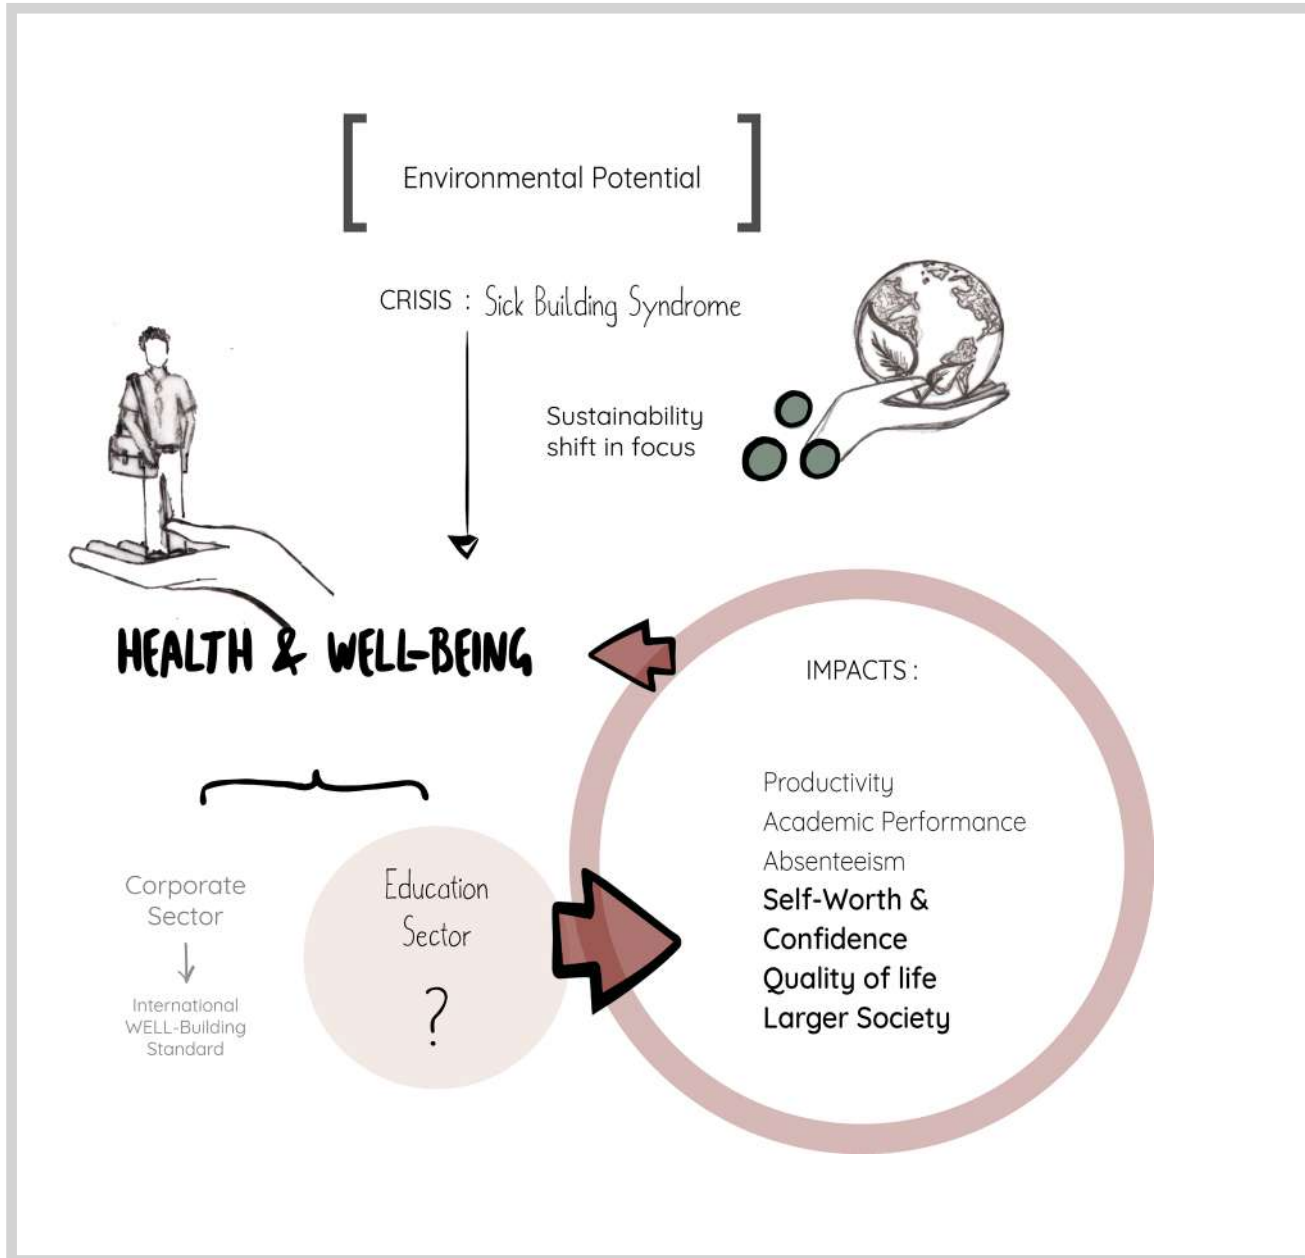 Environmental Potential
CRISIS : Sick Building Syndrome
Sustainability
shift in focus
HEALTH & WELL-BEING
Corporate
Sector
International
WELL-Building
Standard
Education
Sector
?
IMPACTS :
Productivity
Academic Performance
Absenteeism
Self-Worth &
Confidence
Quality of life
Larger Society